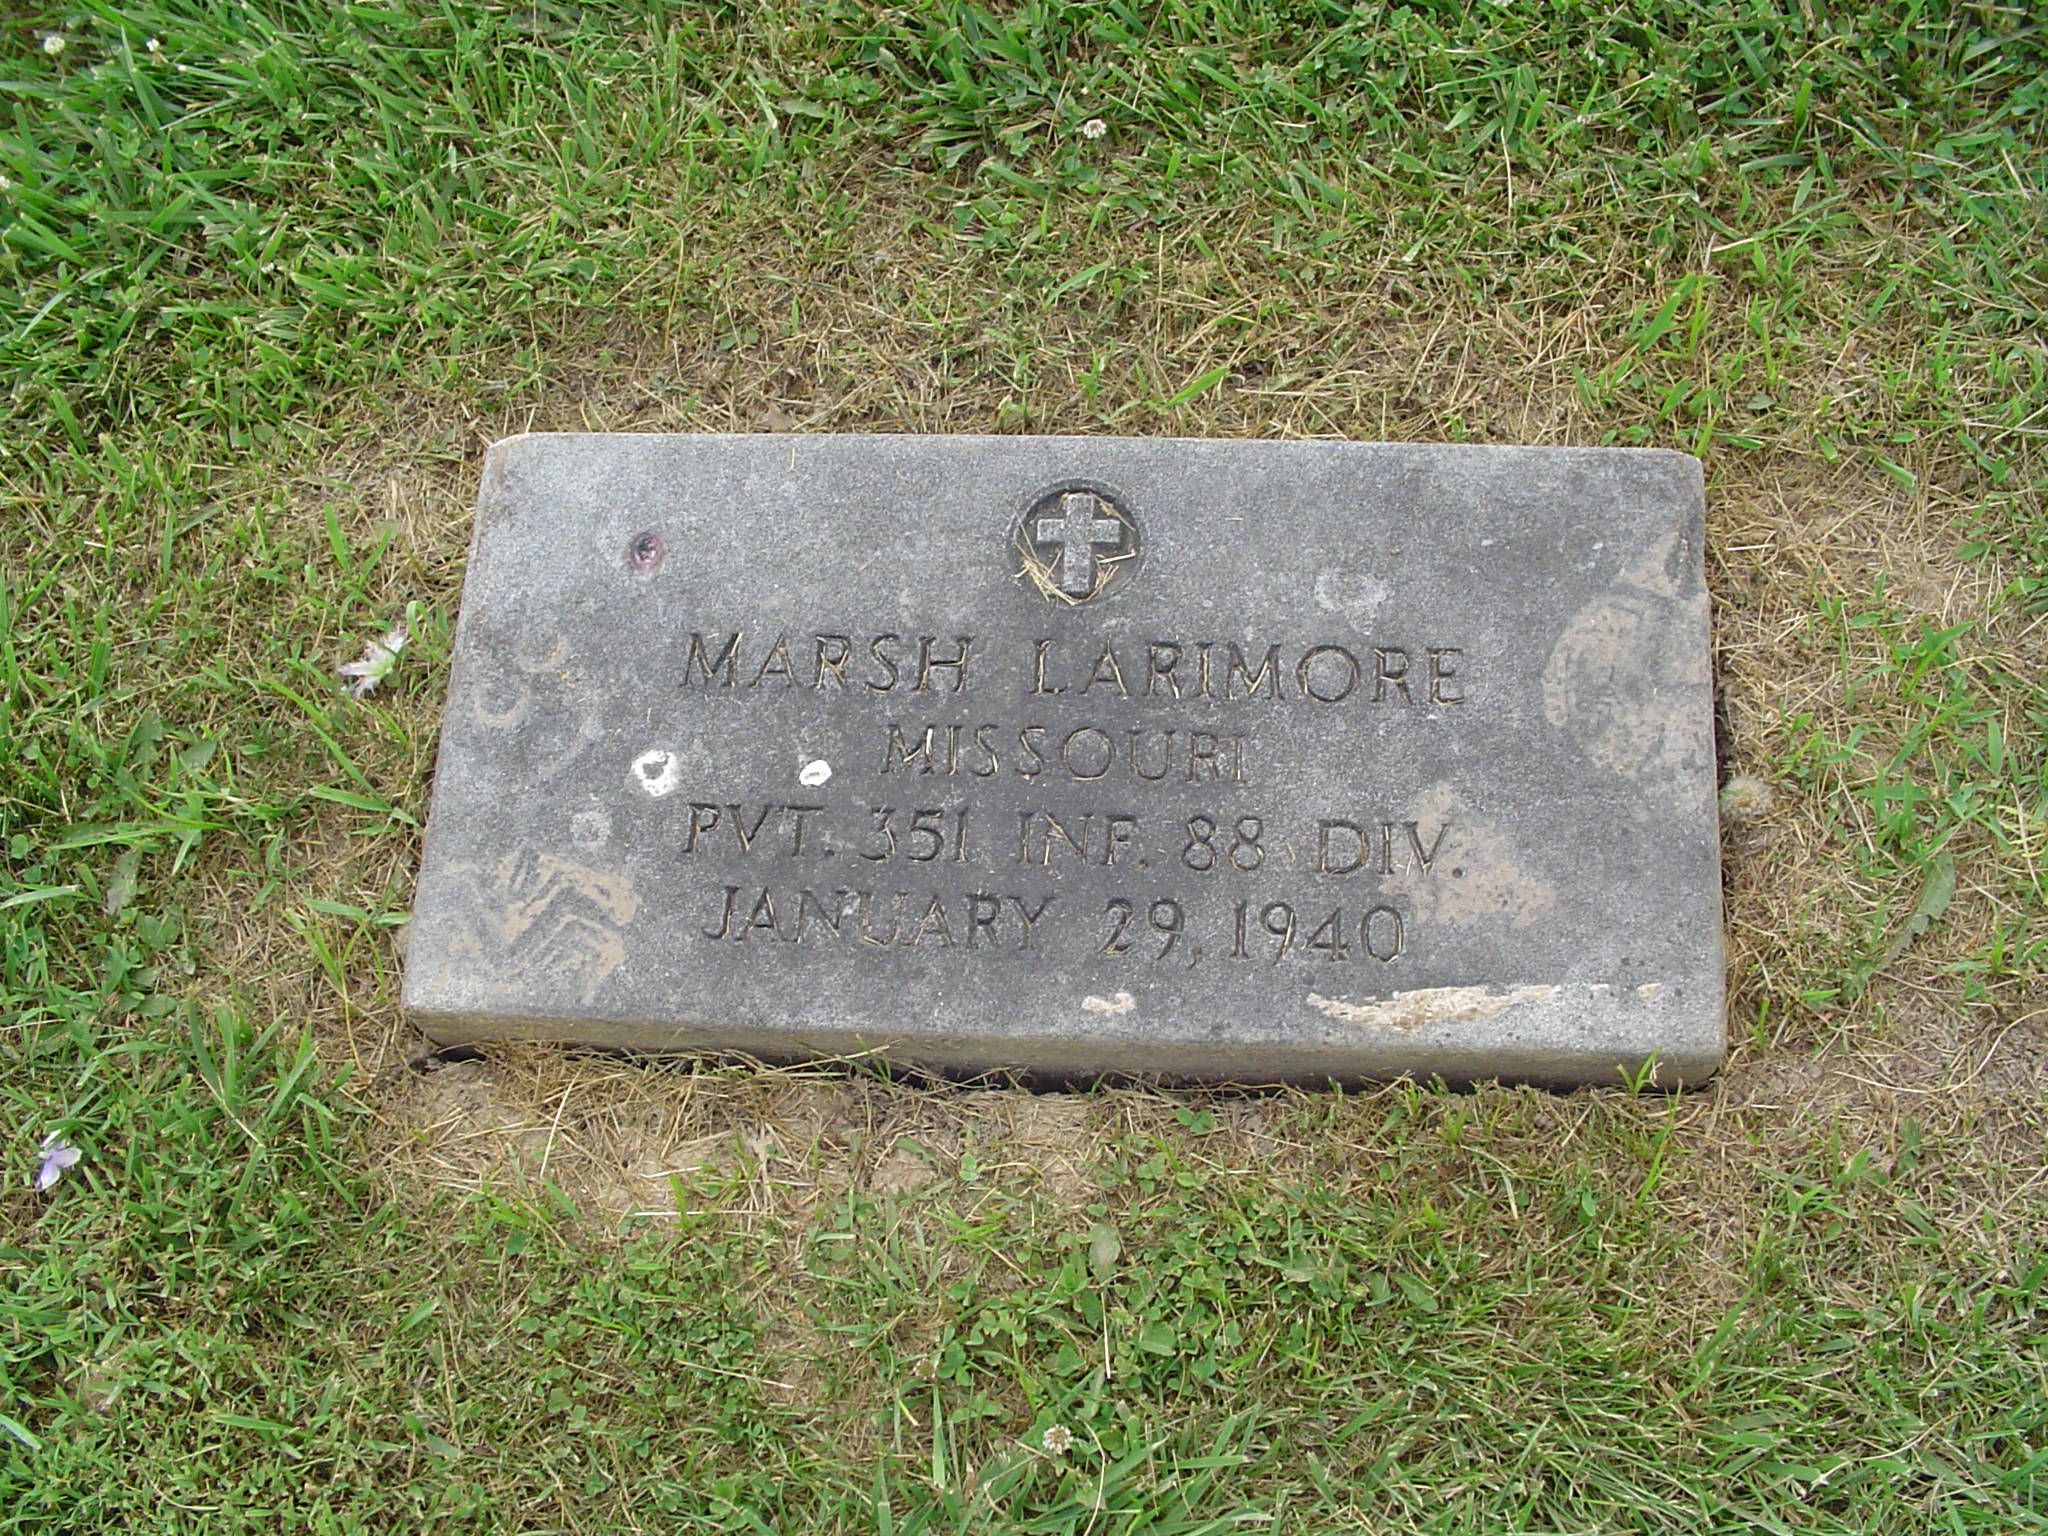 MARSH LARIMORE
MISSOURI
PVT. 351 INF. 88 DIV.
JANUARY 29, 1940